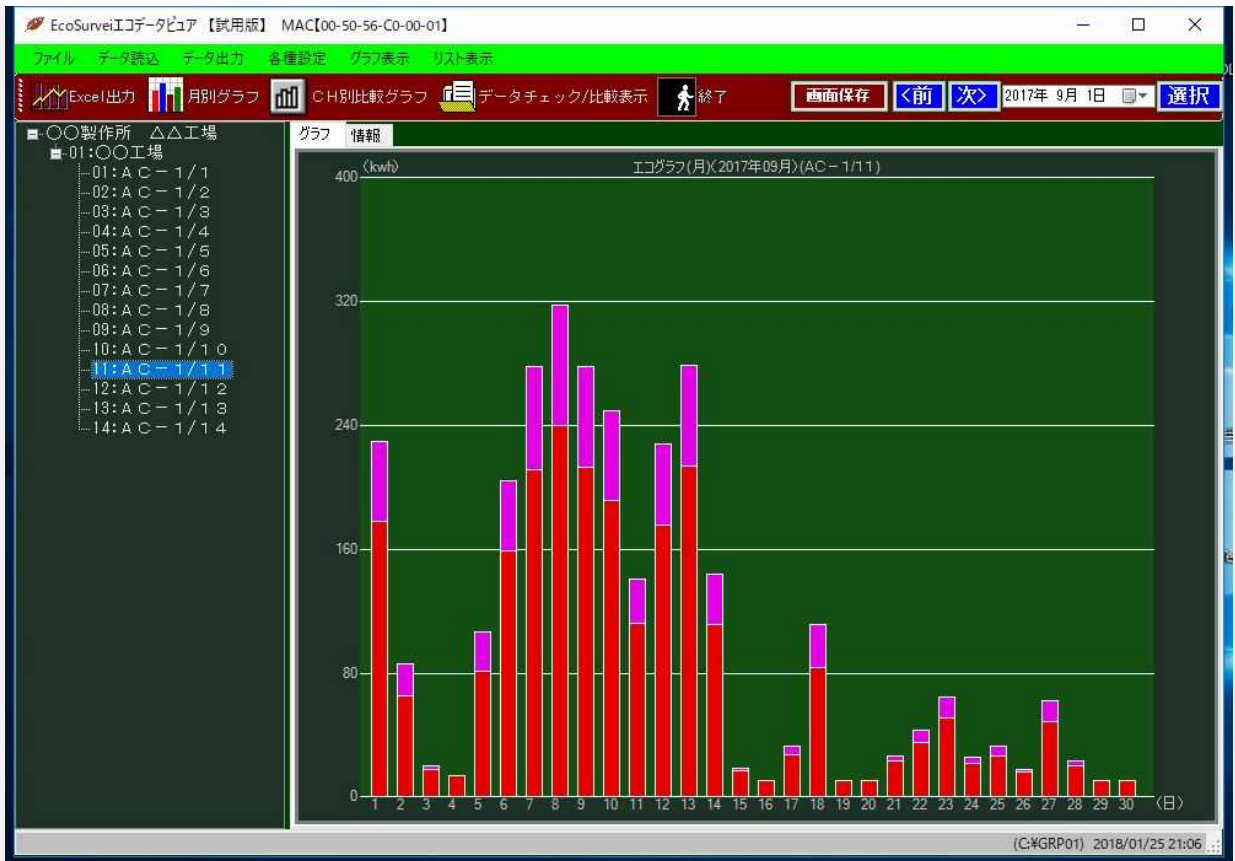 EcoSurveiエコデータビュア 【試用版】 MAC【00-50-56-C0-00-01】
ファイル データ読込 データ出力 各種設定 グラフ表示 リスト表示
Excel出力 月別グラフ CH別比較グラフ データチェック/比較表示 終了 画面保存 <前 次> 2017年 9月 1日 選択
〇〇製作所 △△工場
01:〇〇工場
01:AC－1/1
02:AC－1/2
03:AC－1/3
04:AC－1/4
05:AC－1/5
06:AC－1/6
07:AC－1/7
08:AC－1/8
09:AC－1/9
10:AC－1/10
11:AC－1/11
12:AC－1/12
13:AC－1/13
14:AC－1/14
グラフ 情報
(kwh) エコグラフ(月)(2017年09月)(AC－1/11)
400
320
240
160
80
0
1 2 3 4 5 6 7 8 9 10 11 12 13 14 15 16 17 18 19 20 21 22 23 24 25 26 27 28 29 30 (日)
(C:¥GRP01) 2018/01/25 21:06